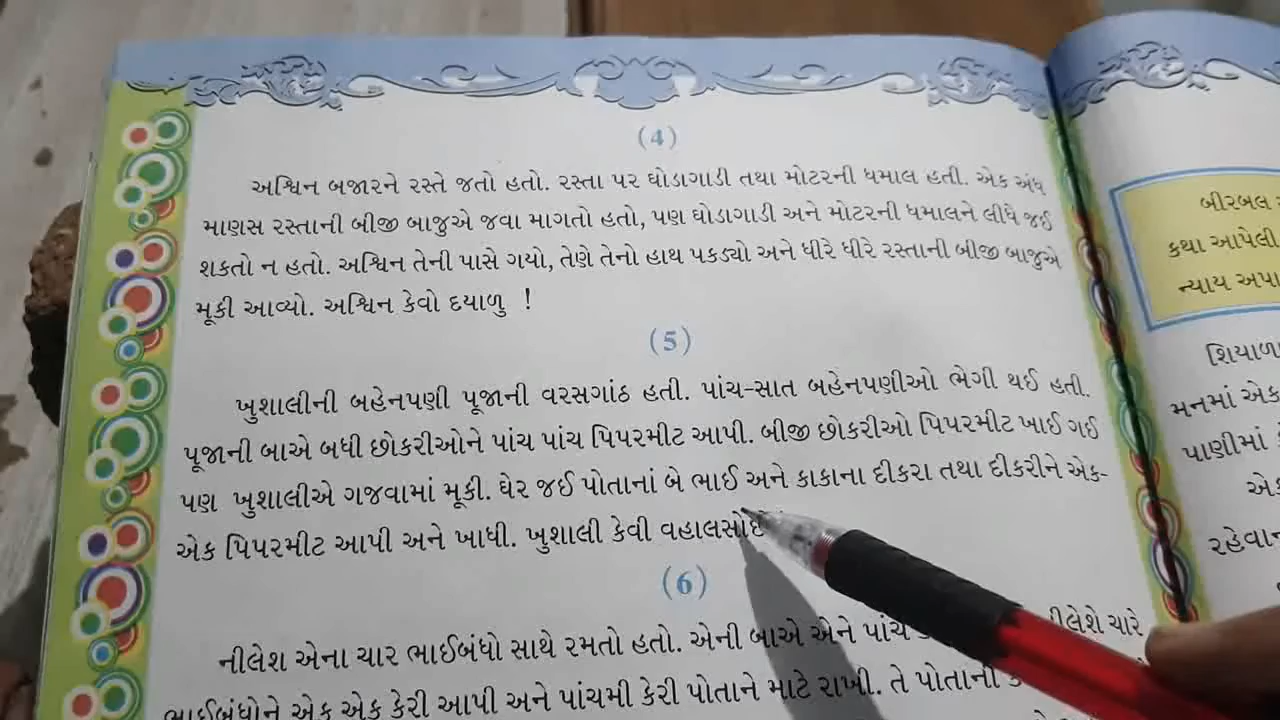 (4)
અશ્વિન બજારને રસ્તે જતો હતો. રસ્તા પર ઘોડાગાડી તથા મોટરની ધમાલ હતી. એક અંધ
માણસ રસ્તાની બીજી બાજુએ જવા માગતો હતો, પણ ઘોડાગાડી અને મોટરની ધમાલને લીધે જઈ
શકતો ન હતો. અશ્વિન તેની પાસે ગયો, તેણે તેનો હાથ પકડ્યો અને ધીરે ધીરે રસ્તાની બીજી બાજુએ
મૂકી આવ્યો. અશ્વિન કેવો દયાળુ !
(5)
ખુશાલીની બહેનપણી પૂજાની વરસગાંઠ હતી. પાંચ-સાત બહેનપણીઓ ભેગી થઈ હતી.
પૂજાની બાએ બધી છોકરીઓને પાંચ પાંચ પિપરમીટ આપી. બીજી છોકરીઓ પિપરમીટ ખાઈ ગઈ
પણ ખુશાલીએ ગજવામાં મૂકી. ઘેર જઈ પોતાનાં બે ભાઈ અને કાકાના દીકરા તથા દીકરીને એક-
એક પિપરમીટ આપી અને ખાધી. ખુશાલી કેવી
(6)
નીલેશ એના ચાર ભાઈબંધો સાથે રમતો હતો. એની બાએ એને પાંચ નીલેશે ચારે
ભાઈબંધોને એક એક કેરી આપી અને પાંચમી કેરી પોતાને માટે રાખી. તે પોતાની
બીરબલ
કથા આપેલી
ન્યાય
મનમાં એક
પાણીમાં